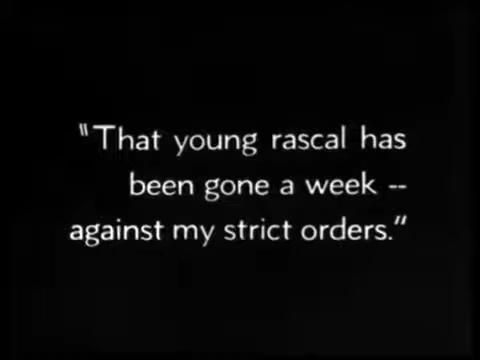 "That young rascal has
been gone a week --
against my strict orders."